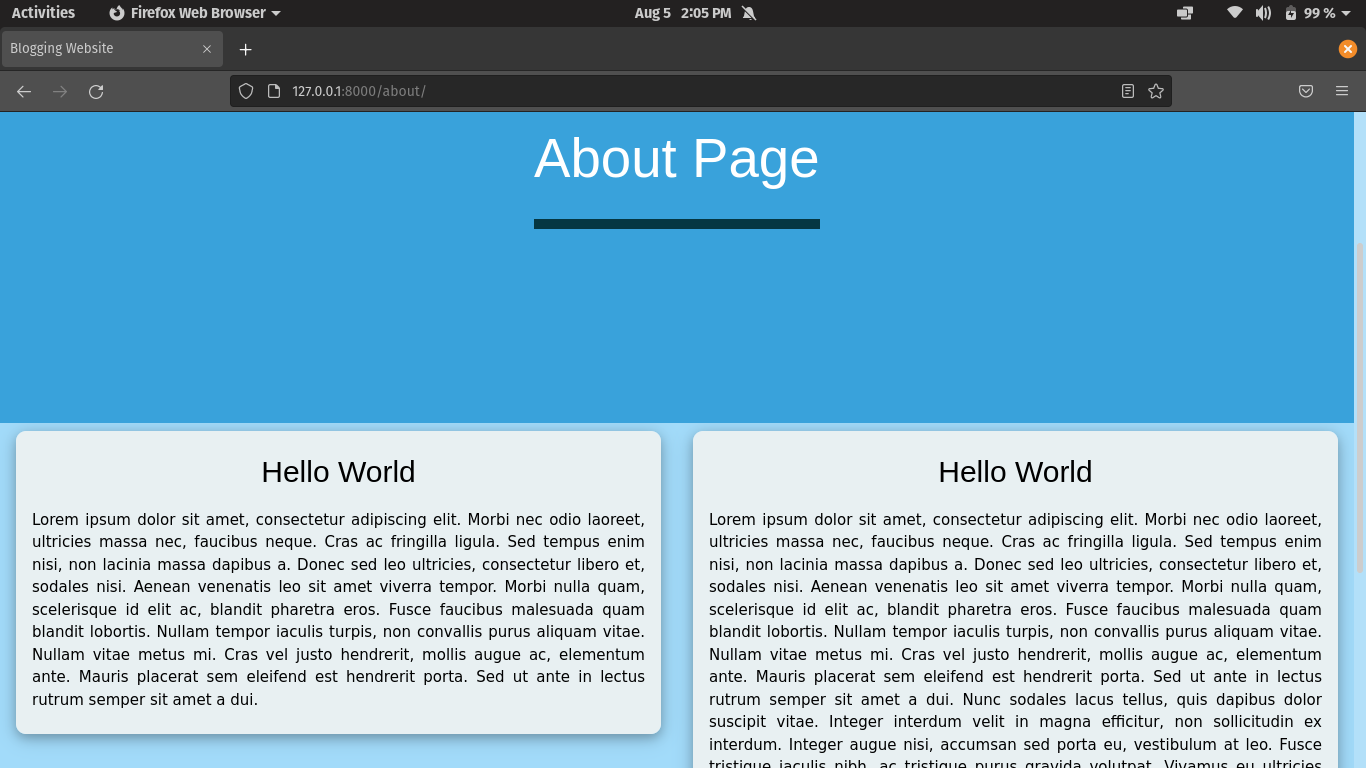 Activities Firefox Web Browser Aug 5 2:05 PM 99 %
Blogging Website
127.0.0.1:8000/about/
About Page
Hello World
Lorem ipsum dolor sit amet, consectetur adipiscing elit. Morbi nec odio laoreet,
ultricies massa nec, faucibus neque. Cras ac fringilla ligula. Sed tempus enim
nisi, non lacinia massa dapibus a. Donec sed leo ultricies, consectetur libero et,
sodales nisi. Aenean venenatis leo sit amet viverra tempor. Morbi nulla quam,
scelerisque id elit ac, blandit pharetra eros. Fusce faucibus malesuada quam
blandit lobortis. Nullam tempor iaculis turpis, non convallis purus aliquam vitae.
Nullam vitae metus mi. Cras vel justo hendrerit, mollis augue ac, elementum
ante. Mauris placerat sem eleifend est hendrerit porta. Sed ut ante in lectus
rutrum semper sit amet a dui.
Hello World
Lorem ipsum dolor sit amet, consectetur adipiscing elit. Morbi nec odio laoreet,
ultricies massa nec, faucibus neque. Cras ac fringilla ligula. Sed tempus enim
nisi, non lacinia massa dapibus a. Donec sed leo ultricies, consectetur libero et,
sodales nisi. Aenean venenatis leo sit amet viverra tempor. Morbi nulla quam,
scelerisque id elit ac, blandit pharetra eros. Fusce faucibus malesuada quam
blandit lobortis. Nullam tempor iaculis turpis, non convallis purus aliquam vitae.
Nullam vitae metus mi. Cras vel justo hendrerit, mollis augue ac, elementum
ante. Mauris placerat sem eleifend est hendrerit porta. Sed ut ante in lectus
rutrum semper sit amet a dui. Nunc sodales lacus tellus, quis dapibus dolor
suscipit vitae. Integer interdum velit in magna efficitur, non sollicitudin ex
interdum. Integer augue nisi, accumsan sed porta eu, vestibulum at leo. Fusce
tristique iaculis nibh, ac tristique purus gravida volutpat. Vivamus eu ultricies